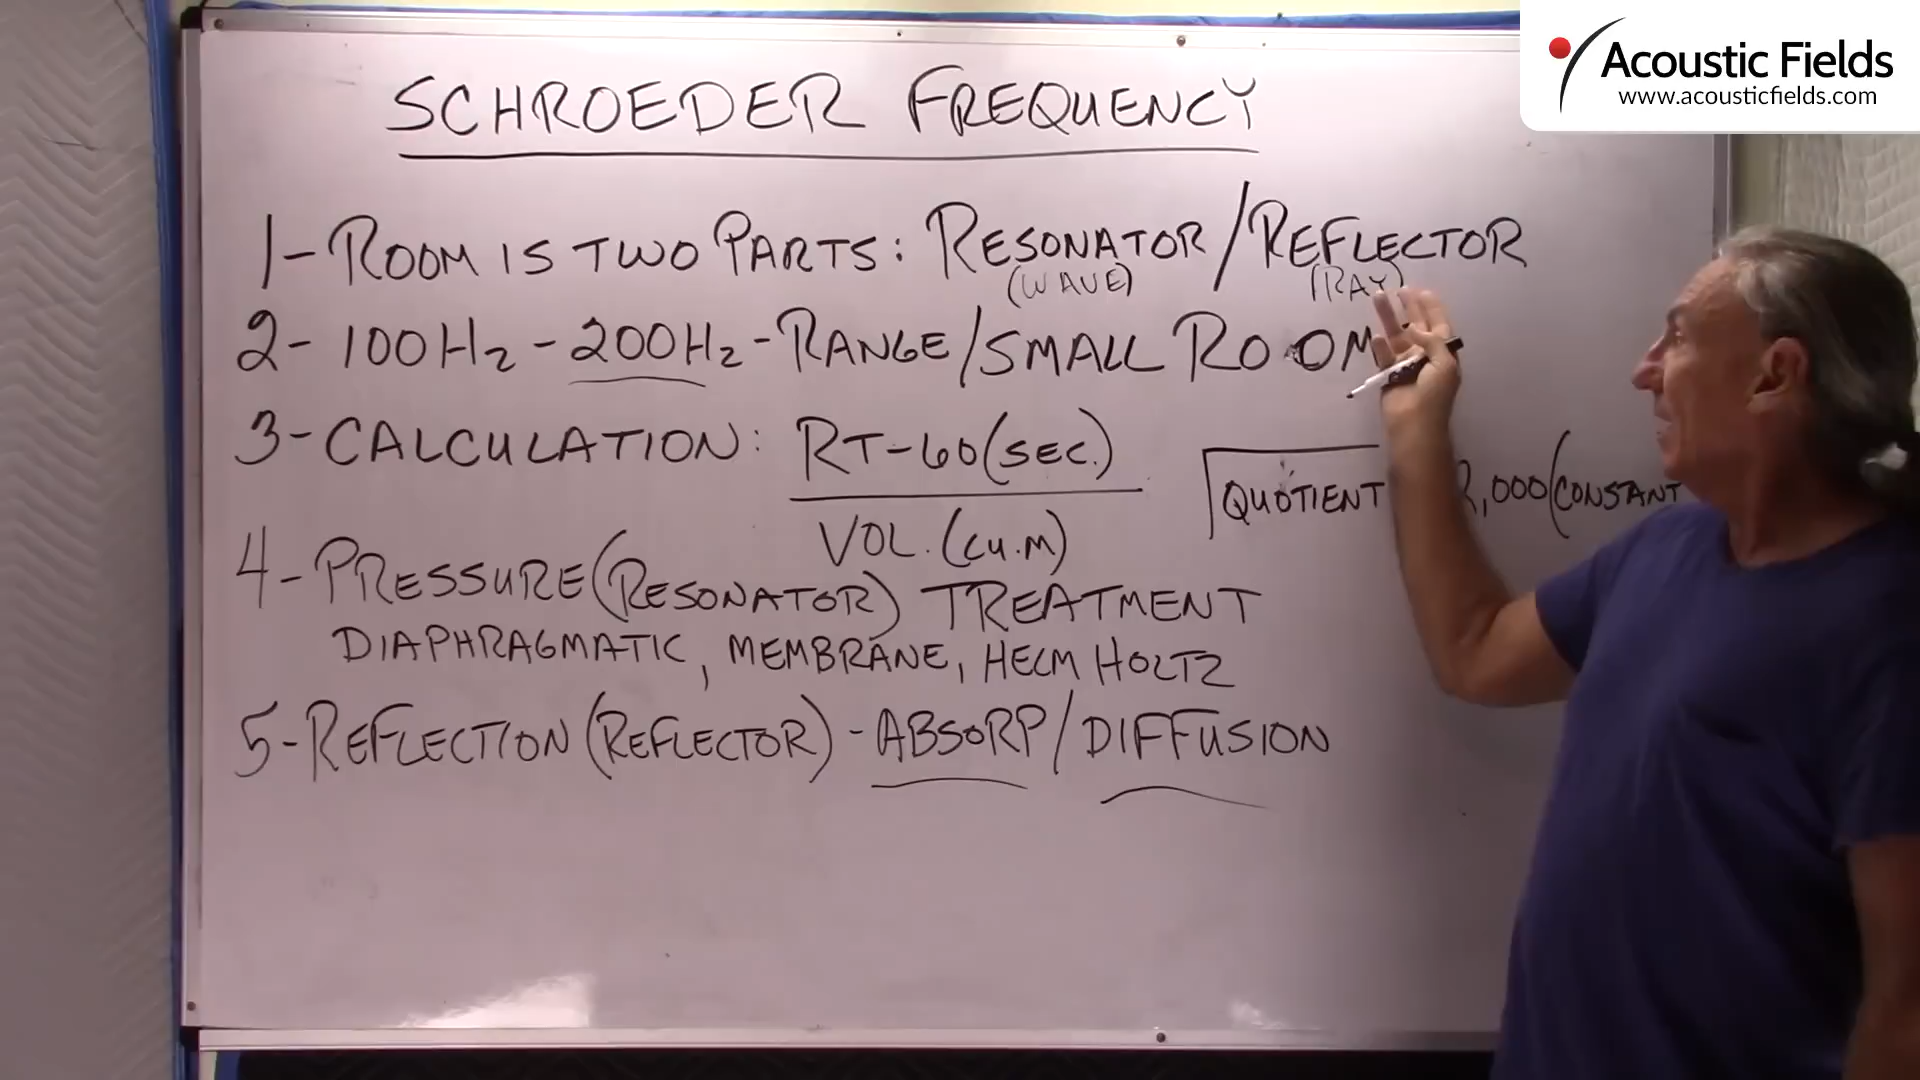 Acoustic Fields
www.acousticfields.com
SCHROEDER FREQUENCY
1- ROOM IS TWO PARTS: RESONATOR / REFLECTOR
(WAVE) (RAY)
2- 100Hz - 200Hz - RANGE / SMALL ROOM
3- CALCULATION: RT-60 (SEC.)
VOL. (CU.M)
QUOTIENT ,000 (CONSTANT
4- PRESSURE (RESONATOR) TREATMENT
DIAPHRAGMATIC, MEMBRANE, HELMHOLTZ
5- REFLECTION (REFLECTOR) - ABSORP / DIFFUSION